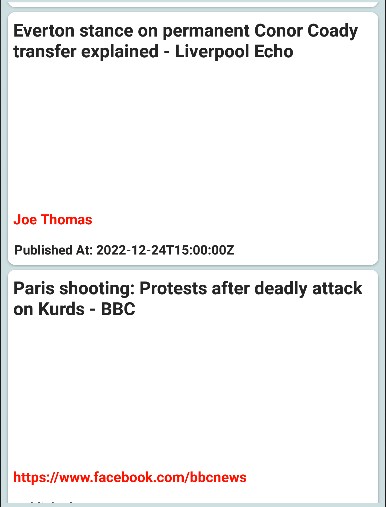 Everton stance on permanent Conor Coady
transfer explained - Liverpool Echo
Joe Thomas
Published At: 2022-12-24T15:00:00Z
Paris shooting: Protests after deadly attack
on Kurds - BBC
https://www.facebook.com/bbcnews